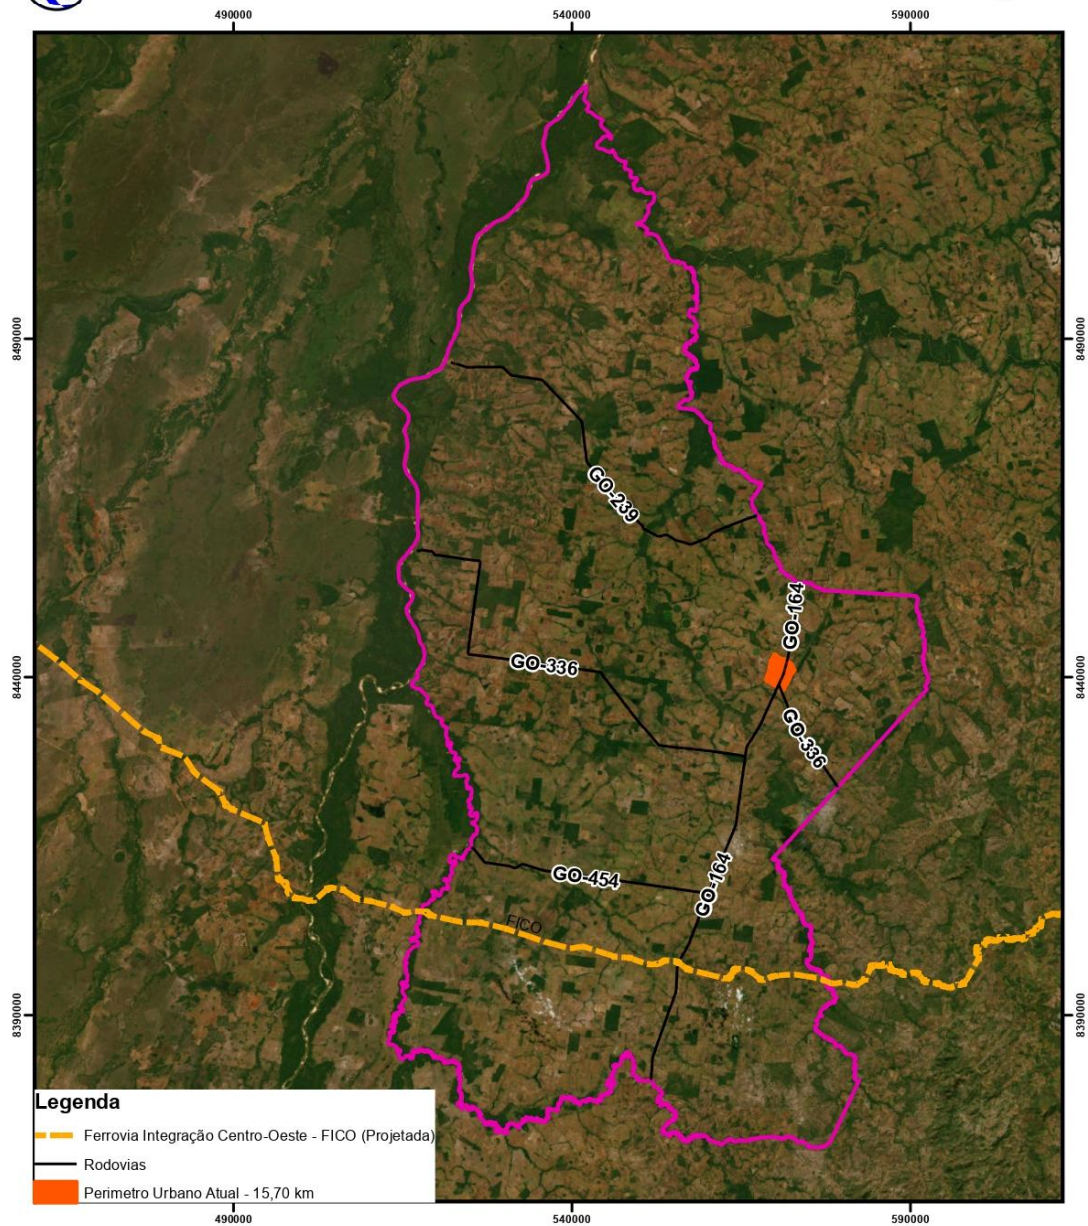 490000
540000
590000
8490000
8490000
GO-239
GO-164
GO-336
8440000
8440000
GO-336
GO-454
GO-164
FICO
8390000
8390000
Legenda
Ferrovia Integração Centro-Oeste - FICO (Projetada)
Rodovias
Perimetro Urbano Atual - 15,70 km
490000
540000
590000